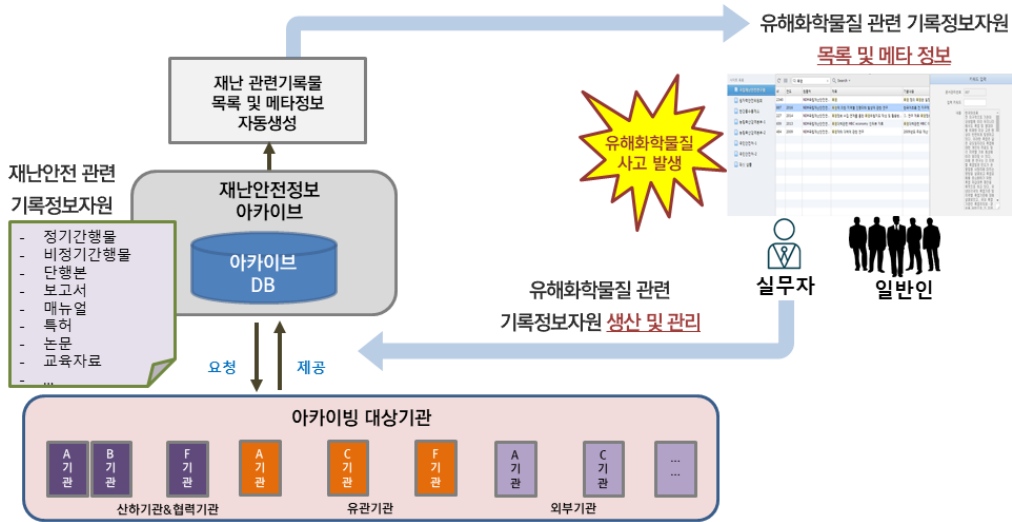 유해화학물질 관련 기록정보자원
목록 및 메타 정보
재난 관련기록물
목록 및 메타정보
자동생성
유해화학물질
사고 발생
재난안전 관련
기록정보자원
- 정기간행물
- 비정기간행물
- 단행본
- 보고서
- 매뉴얼
- 특허
- 논문
- 교육자료
- ...
재난안전정보
아카이브
아카이브
DB
실무자
일반인
유해화학물질 관련
기록정보자원 생산 및 관리
요청
제공
아카이빙 대상기관
A
기
관
B
기
관
F
기
관
A
기
관
C
기
관
F
기
관
A
기
관
C
기
관
...
...
산하기관&협력기관
유관기관
외부기관